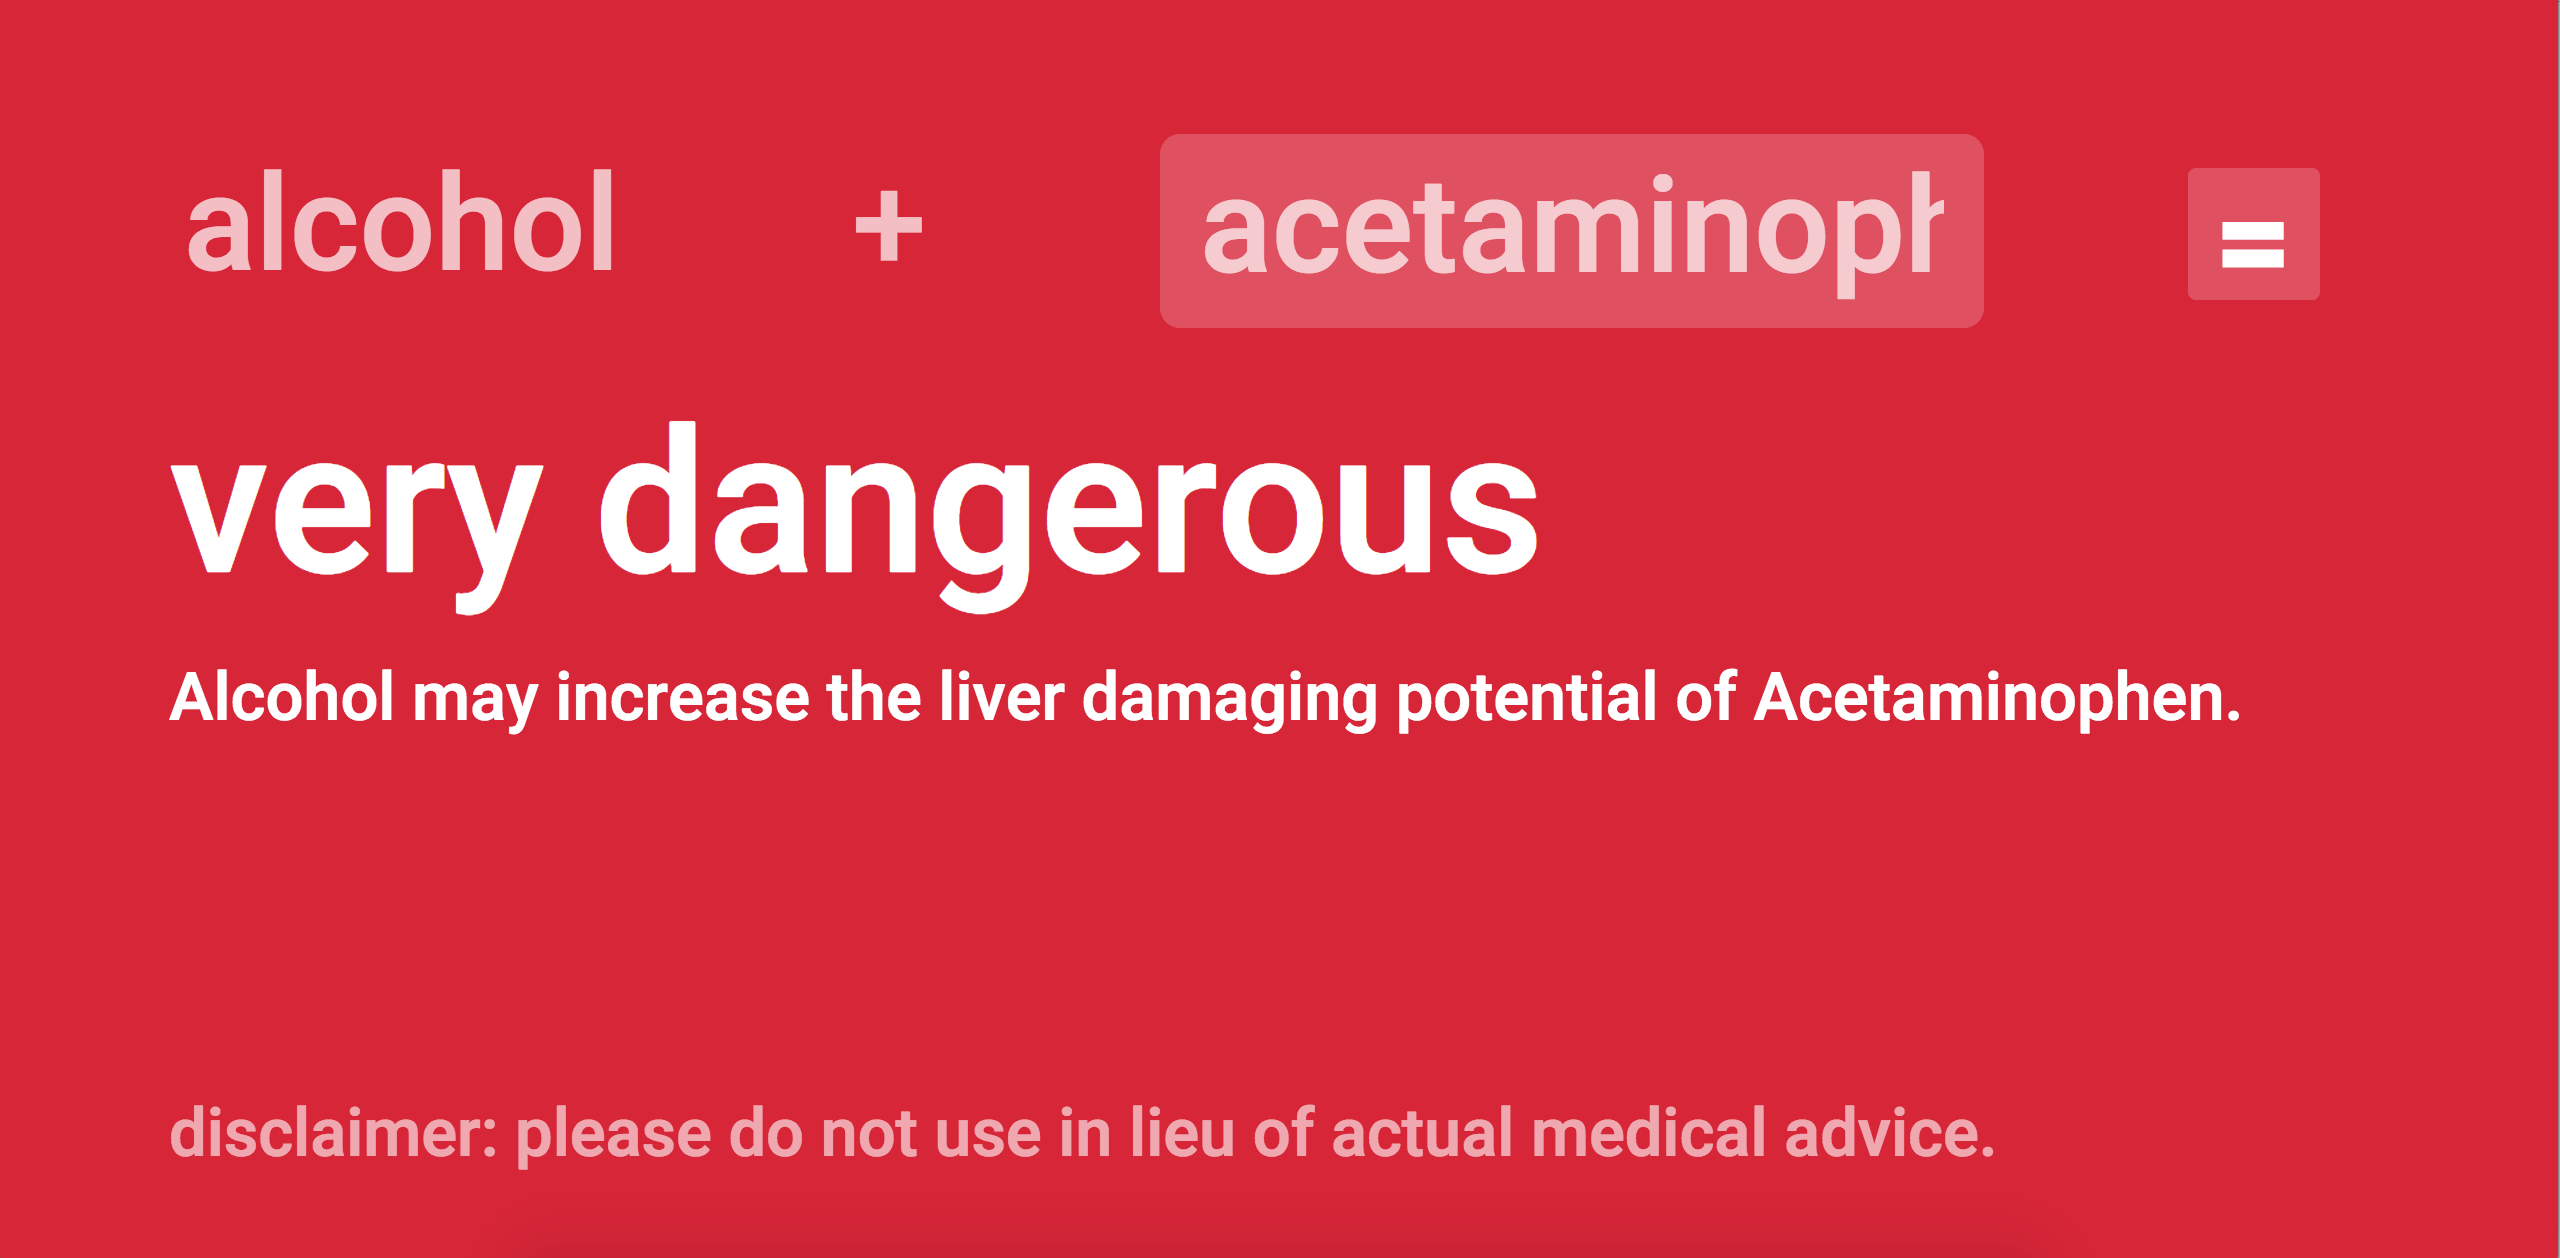 alcohol + acetaminoph =
very dangerous
Alcohol may increase the liver damaging potential of Acetaminophen.
disclaimer: please do not use in lieu of actual medical advice.